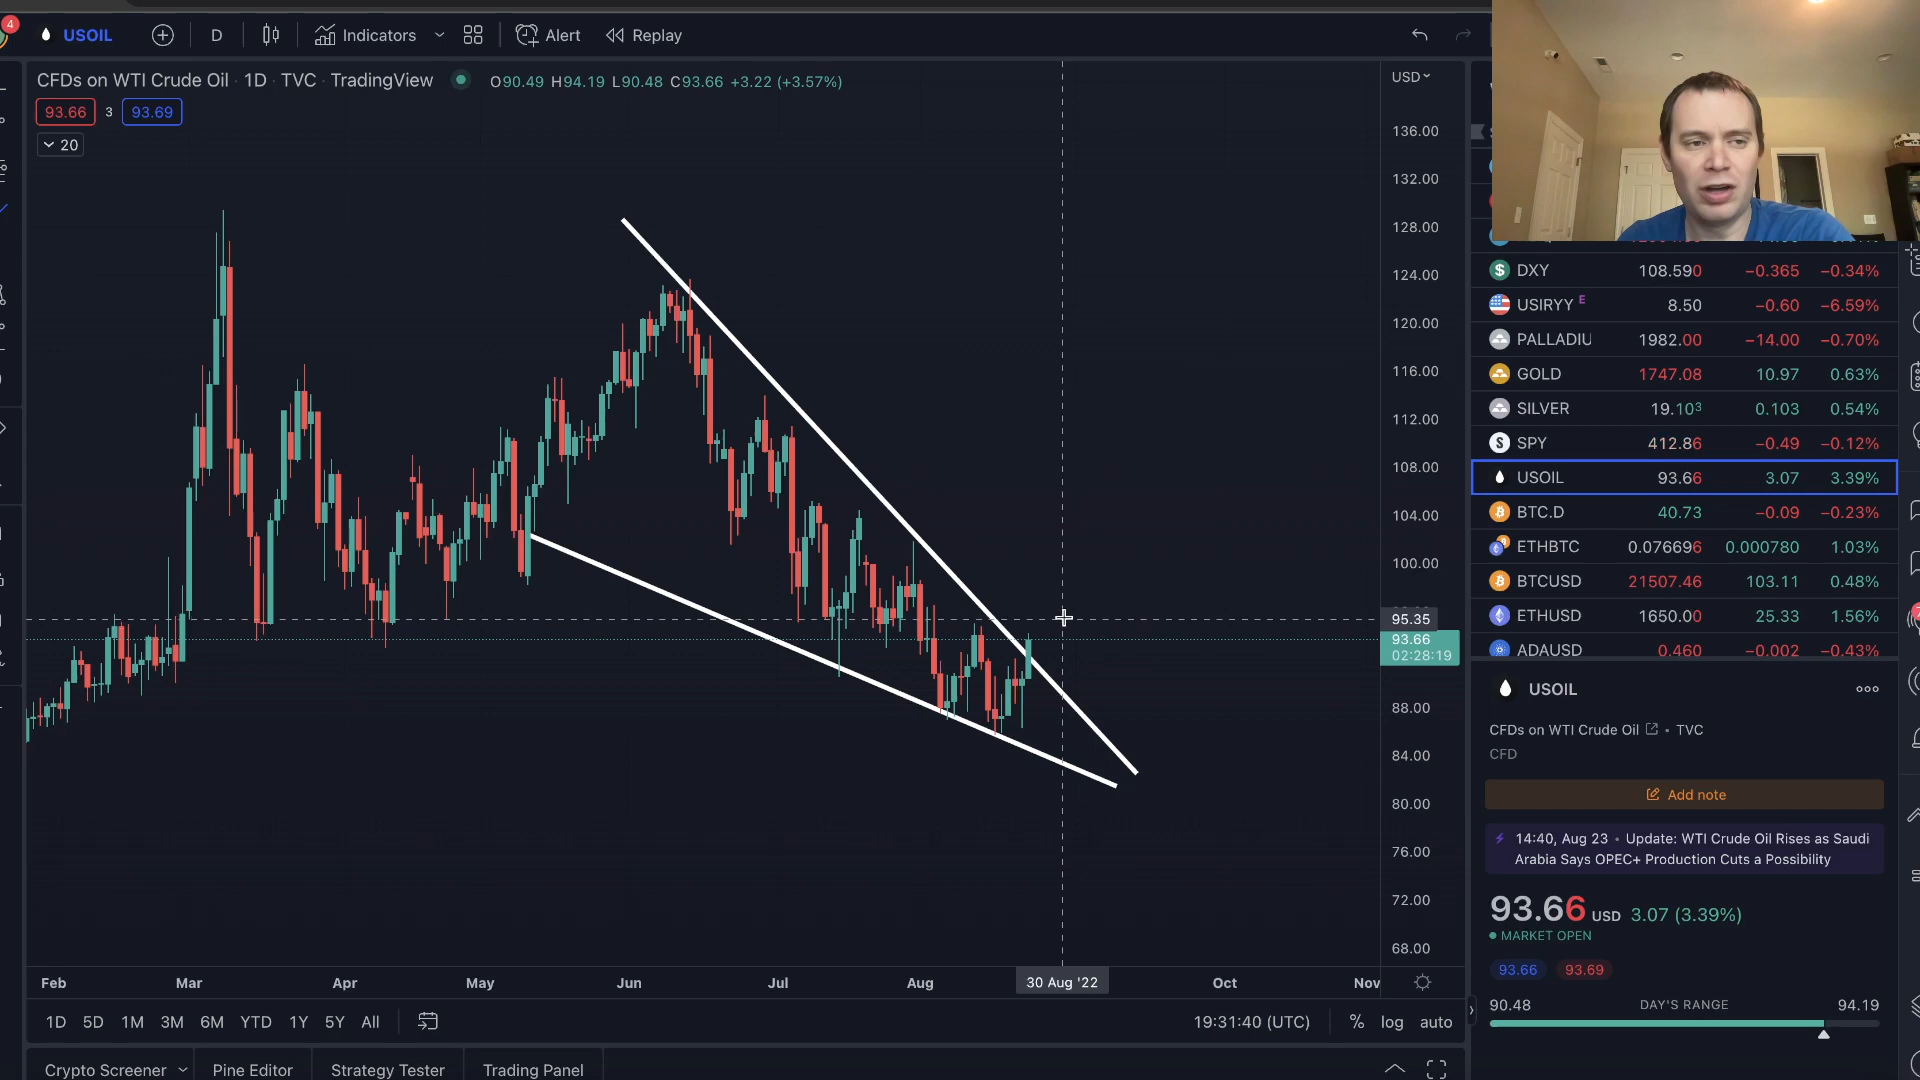 4
USOIL
D
Indicators
Alert
Replay
CFDs on WTI Crude Oil · 1D · TVC · TradingView
O90.49 H94.19 L90.48 C93.66 +3.22 (+3.57%)
93.66 3 93.69
20
USD
136.00
132.00
128.00
124.00
120.00
116.00
112.00
108.00
104.00
100.00
95.35
93.66
02:28:19
88.00
84.00
80.00
76.00
72.00
68.00
Feb Mar Apr May Jun Jul Aug 30 Aug '22 Oct Nov
1D 5D 1M 3M 6M YTD 1Y 5Y All
19:31:40 (UTC) % log auto
Crypto Screener Pine Editor Strategy Tester Trading Panel
DXY 108.590 −0.365 −0.34%
USIRYY E 8.50 −0.60 −6.59%
PALLADIU 1982.00 −14.00 −0.70%
GOLD 1747.08 10.97 0.63%
SILVER 19.10³ 0.103 0.54%
SPY 412.86 −0.49 −0.12%
USOIL 93.66 3.07 3.39%
BTC.D 40.73 −0.09 −0.23%
ETHBTC 0.076696 0.000780 1.03%
BTCUSD 21507.46 103.11 0.48%
ETHUSD 1650.00 25.33 1.56%
ADAUSD 0.460 −0.002 −0.43%
USOIL
CFDs on WTI Crude Oil • TVC
CFD
Add note
14:40, Aug 23 • Update: WTI Crude Oil Rises as Saudi
Arabia Says OPEC+ Production Cuts a Possibility
93.66 USD 3.07 (3.39%)
MARKET OPEN
93.66 93.69
90.48 DAY'S RANGE 94.19